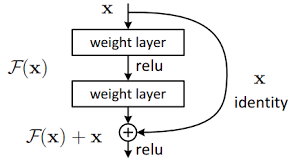 x
weight layer
relu
F(x)
weight layer
x
identity
F(x) + x
relu